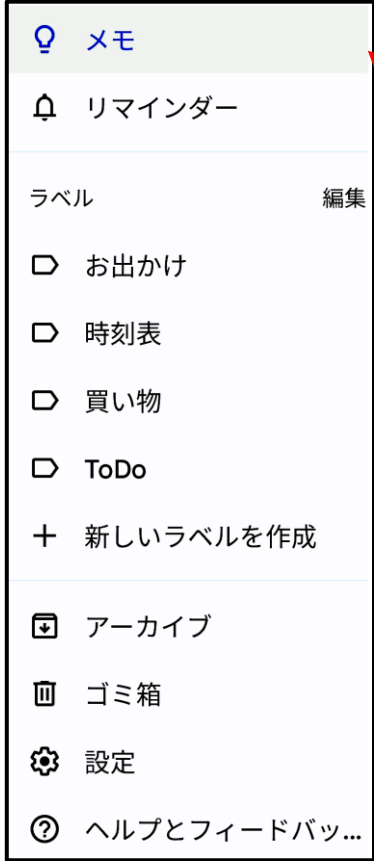 メモ
リマインダー
ラベル 編集
お出かけ
時刻表
買い物
ToDo
新しいラベルを作成
アーカイブ
ゴミ箱
設定
ヘルプとフィードバッ...